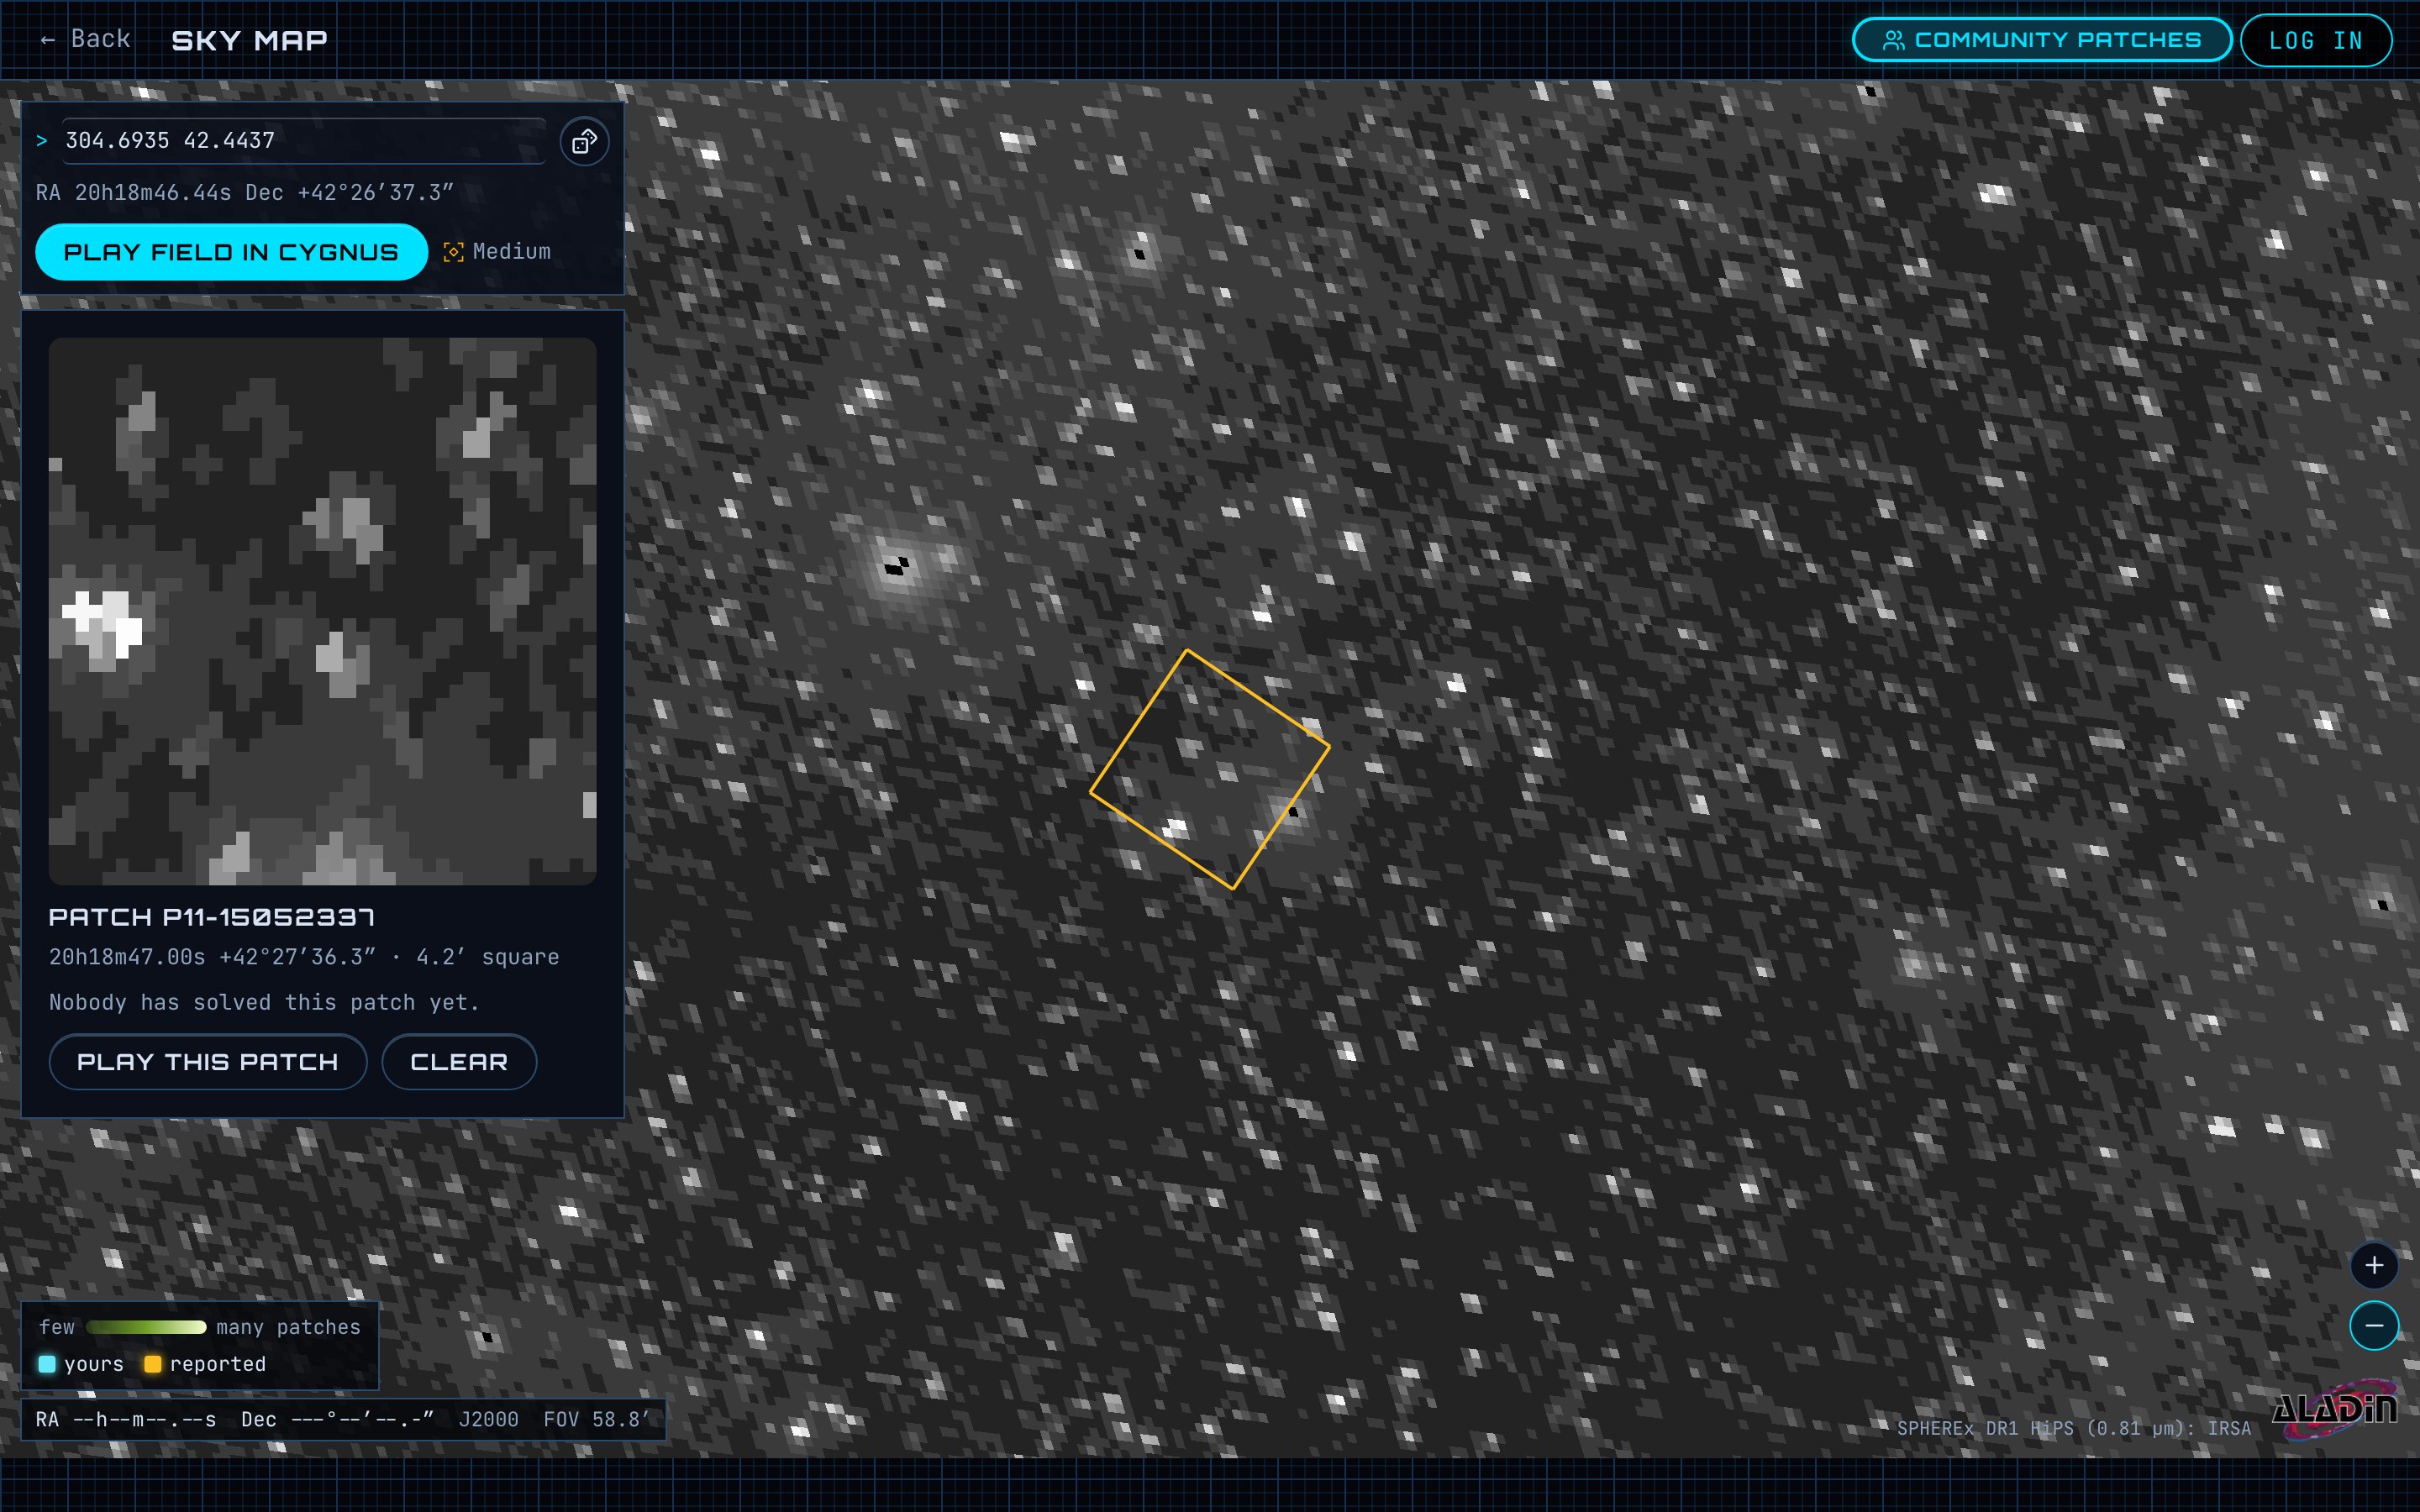 ← Back SKY MAP COMMUNITY PATCHES LOG IN
> 304.6935 42.4437
RA 20h18m46.44s Dec +42°26′37.3″
PLAY FIELD IN CYGNUS Medium
PATCH P11-15052337
20h18m47.00s +42°27′36.3″ · 4.2′ square
Nobody has solved this patch yet.
PLAY THIS PATCH CLEAR
few many patches
yours reported
RA --h--m--.--s Dec ---°--′--.-″ J2000 FOV 58.8′
SPHEREx DR1 HiPS (0.81 μm): IRSA
ALADiN